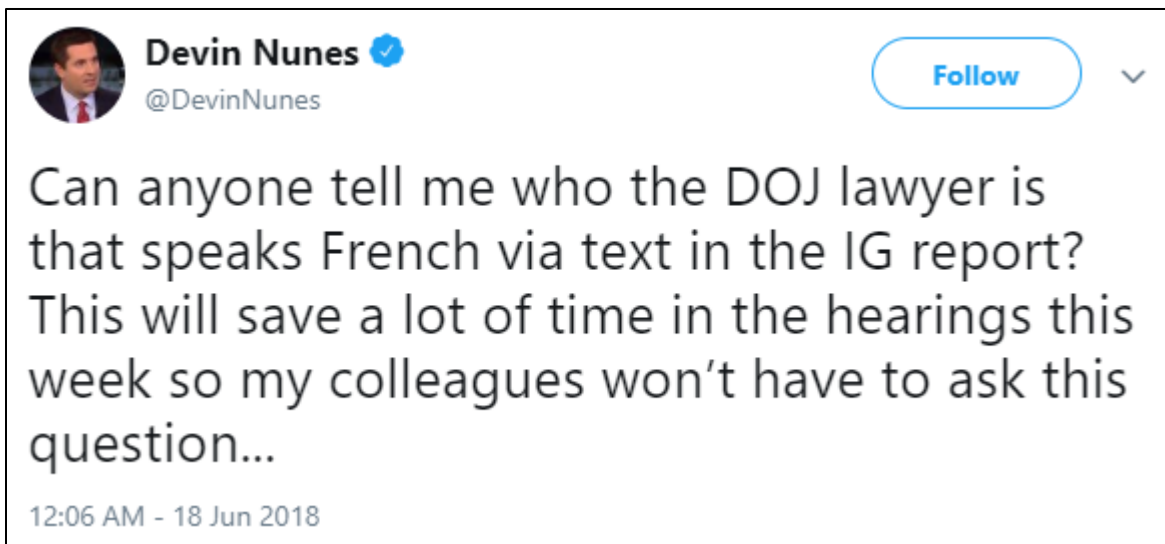 Devin Nunes
@DevinNunes
Follow
Can anyone tell me who the DOJ lawyer is
that speaks French via text in the IG report?
This will save a lot of time in the hearings this
week so my colleagues won’t have to ask this
question...
12:06 AM - 18 Jun 2018